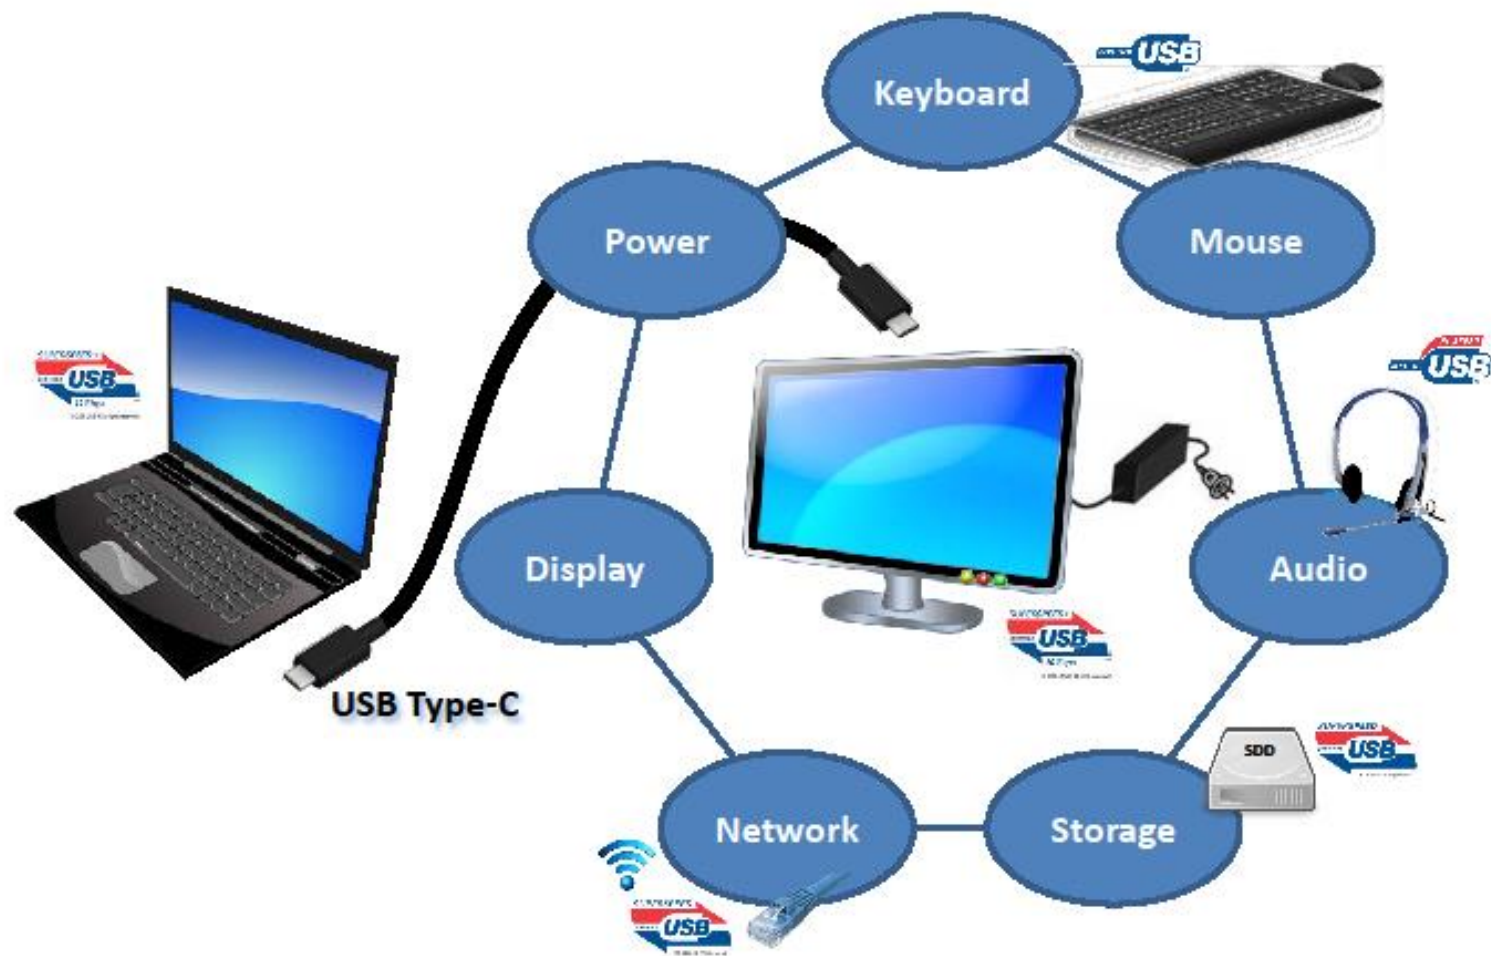 Keyboard
USB
Power
Mouse
USB
USB
Display
Audio
USB
USB Type-C
SDD
USB
Network
Storage
USB